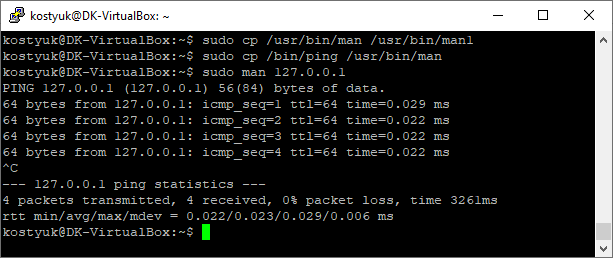 kostyuk@DK-VirtualBox: ~
kostyuk@DK-VirtualBox:~$ sudo cp /usr/bin/man /usr/bin/man1
kostyuk@DK-VirtualBox:~$ sudo cp /bin/ping /usr/bin/man
kostyuk@DK-VirtualBox:~$ sudo man 127.0.0.1
PING 127.0.0.1 (127.0.0.1) 56(84) bytes of data.
64 bytes from 127.0.0.1: icmp_seq=1 ttl=64 time=0.029 ms
64 bytes from 127.0.0.1: icmp_seq=2 ttl=64 time=0.022 ms
64 bytes from 127.0.0.1: icmp_seq=3 ttl=64 time=0.022 ms
64 bytes from 127.0.0.1: icmp_seq=4 ttl=64 time=0.022 ms
^C
--- 127.0.0.1 ping statistics ---
4 packets transmitted, 4 received, 0% packet loss, time 3261ms
rtt min/avg/max/mdev = 0.022/0.023/0.029/0.006 ms
kostyuk@DK-VirtualBox:~$